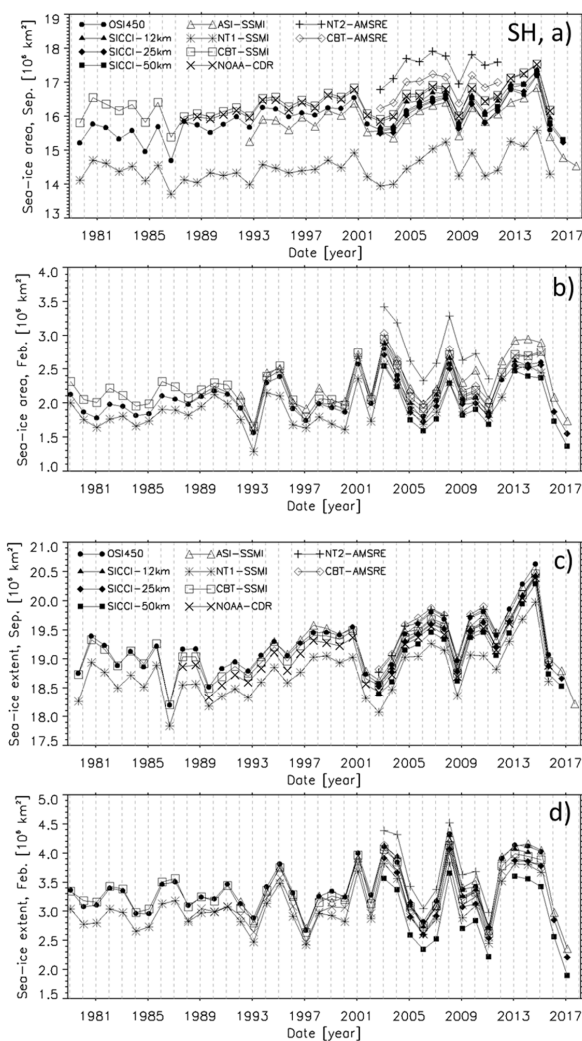 SH, a)
OSI450 ASI-SSMI NT2-AMSRE
SICCI-12km NT1-SSMI CBT-AMSRE
SICCI-25km CBT-SSMI
SICCI-50km NOAA-CDR
Sea-ice area, Sep. [10⁶ km²]
18
17
16
15
14
13
1981 1985 1989 1993 1997 2001 2005 2009 2013 2017
Date [year]
b)
Sea-ice area, Feb. [10⁶ km²]
4.0
3.5
3.0
2.5
2.0
1.5
1.0
1981 1985 1989 1993 1997 2001 2005 2009 2013 2017
Date [year]
c)
OSI450 ASI-SSMI NT2-AMSRE
SICCI-12km NT1-SSMI CBT-AMSRE
SICCI-25km CBT-SSMI
SICCI-50km NOAA-CDR
Sea-ice extent, Sep. [10⁶ km²]
21.0
20.5
20.0
19.5
19.0
18.5
18.0
17.5
1981 1985 1989 1993 1997 2001 2005 2009 2013 2017
Date [year]
d)
Sea-ice extent, Feb. [10⁶ km²]
5.0
4.5
4.0
3.5
3.0
2.5
2.0
1.5
1981 1985 1989 1993 1997 2001 2005 2009 2013 2017
Date [year]